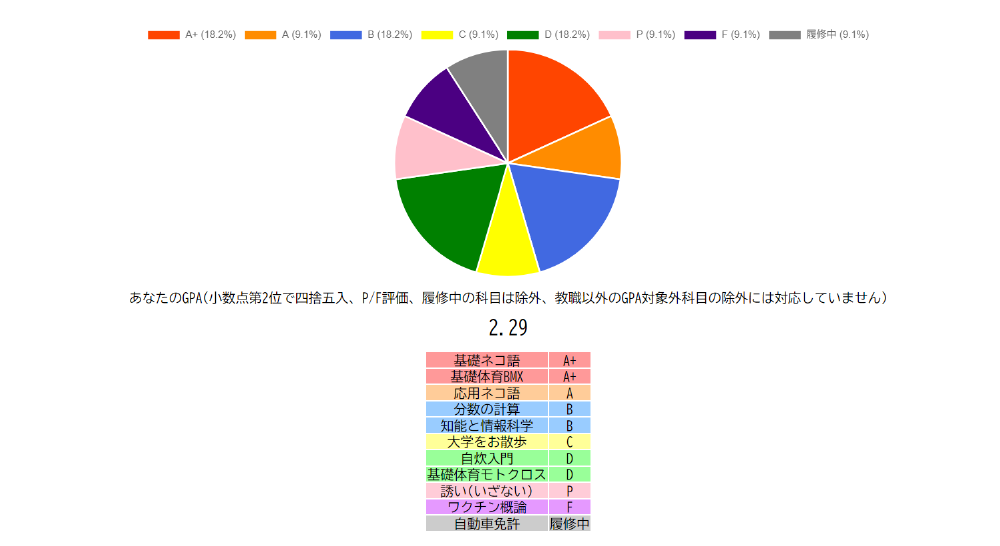 A+ (18.2%) A (9.1%) B (18.2%) C (9.1%) D (18.2%) P (9.1%) F (9.1%) 履修中 (9.1%)
あなたのGPA(小数点第2位で四捨五入、P/F評価、履修中の科目は除外、教職以外のGPA対象外科目の除外には対応していません)
2.29
基礎ネコ語 A+
基礎体育BMX A+
応用ネコ語 A
分数の計算 B
知能と情報科学 B
大学をお散歩 C
自炊入門 D
基礎体育モトクロス D
誘い(いざない) P
ワクチン概論 F
自動車免許 履修中